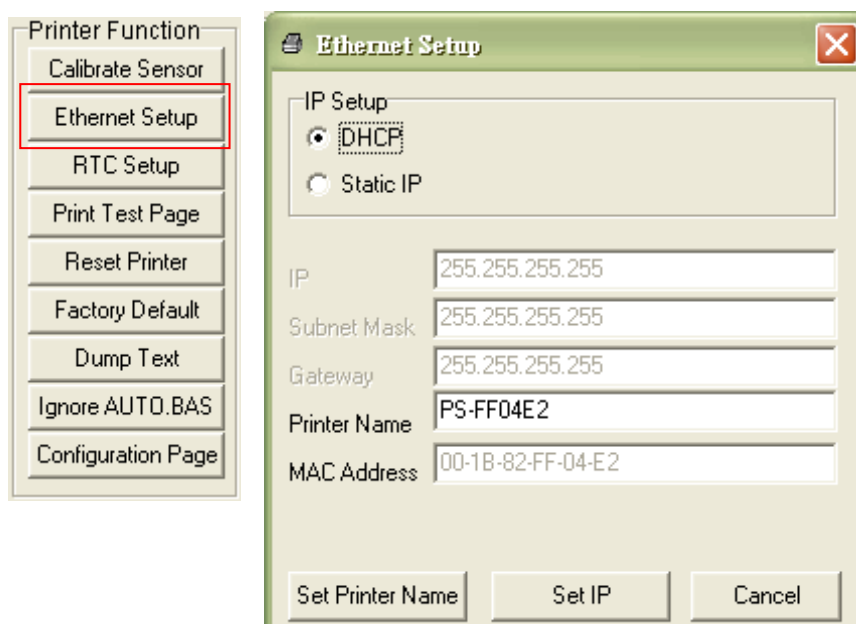 Printer Function
Calibrate Sensor
Ethernet Setup
RTC Setup
Print Test Page
Reset Printer
Factory Default
Dump Text
Ignore AUTO.BAS
Configuration Page
Ethernet Setup
IP Setup
DHCP
Static IP
IP 255.255.255.255
Subnet Mask 255.255.255.255
Gateway 255.255.255.255
Printer Name PS-FF04E2
MAC Address 00-1B-82-FF-04-E2
Set Printer Name Set IP Cancel